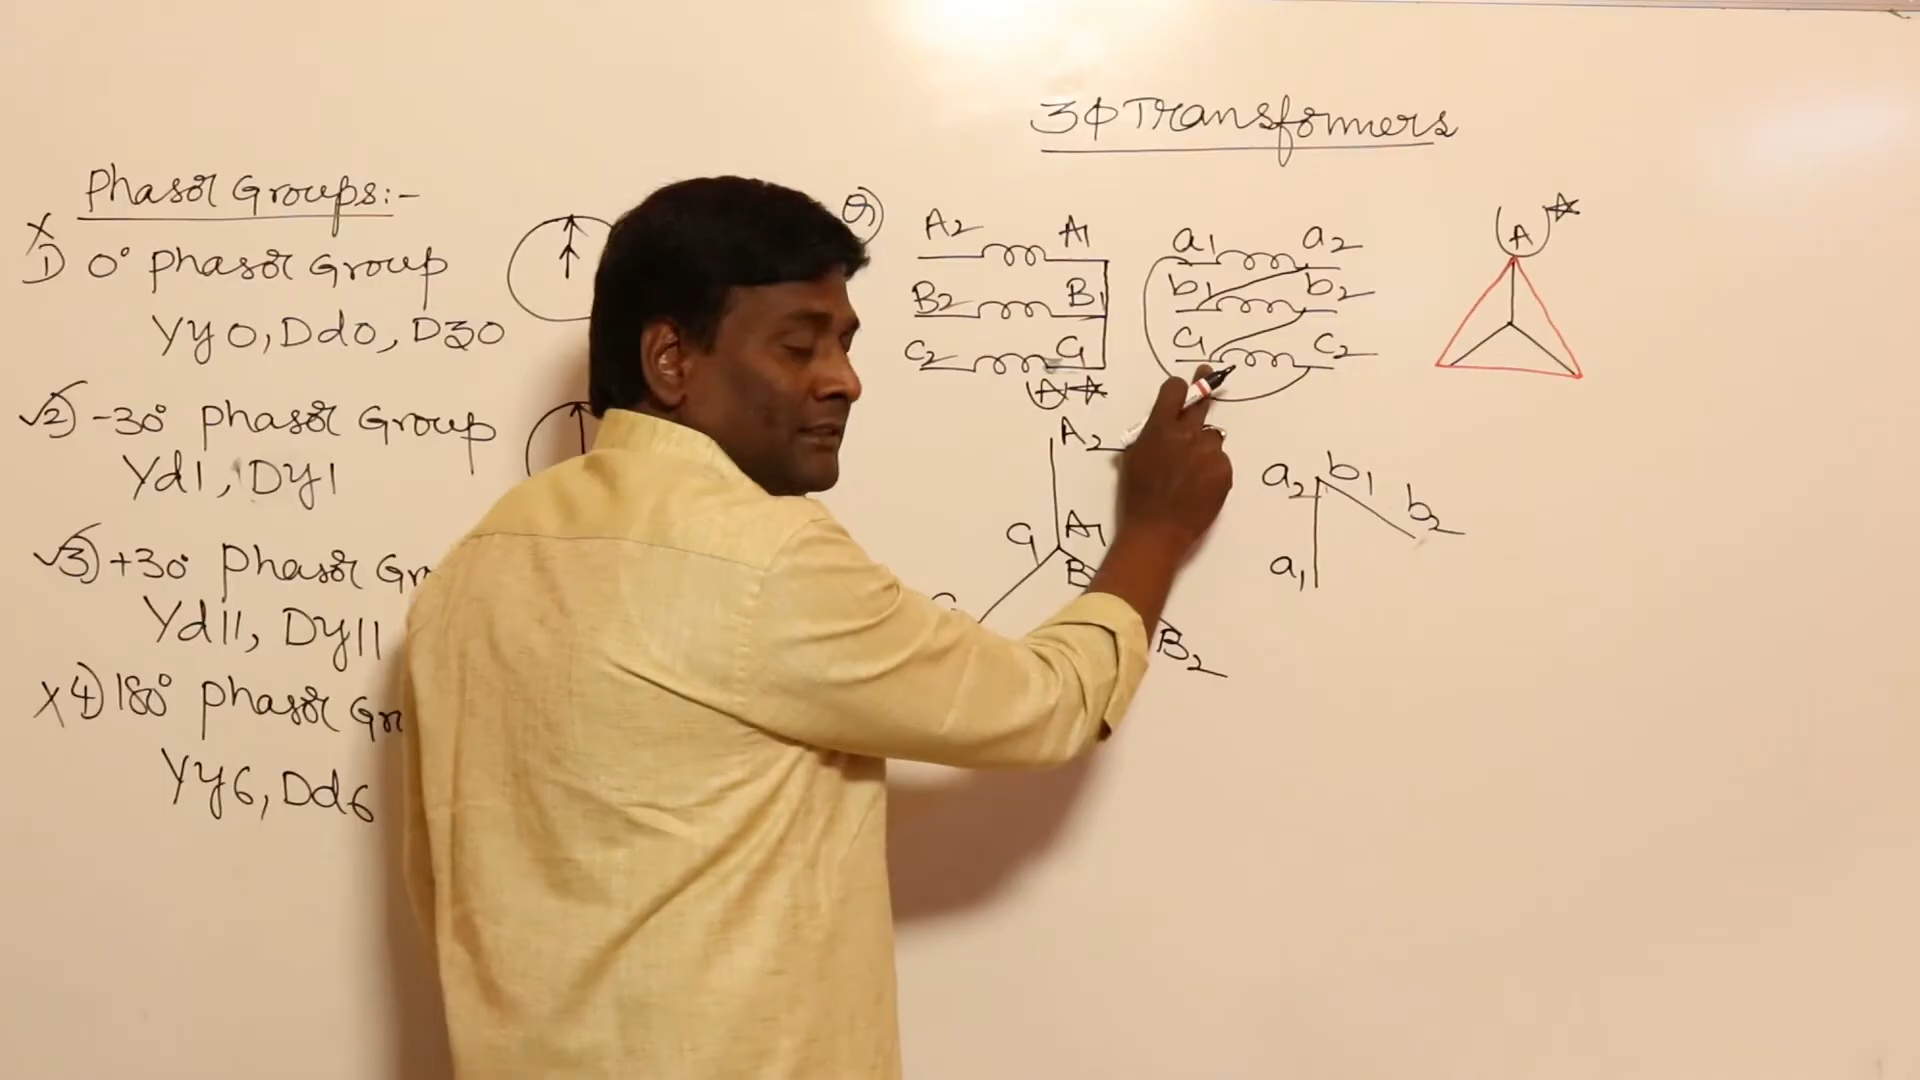 3ϕ Transformers
Phasor Groups:-
X
1) 0° phasor Group
Yy0, Dd0, Dz0
√2) -30° phasor Group
Yd1, Dy1
√3) +30° phasor Gr
Yd11, Dy11
X 4) 180° phasor Gr
Yy6, Dd6
A2 A1
B2 B1
C2 C1
A
a1 a2
b1 b2
c1 c2
A
A2
C1 A1
B2
a2 b1
b2
a1